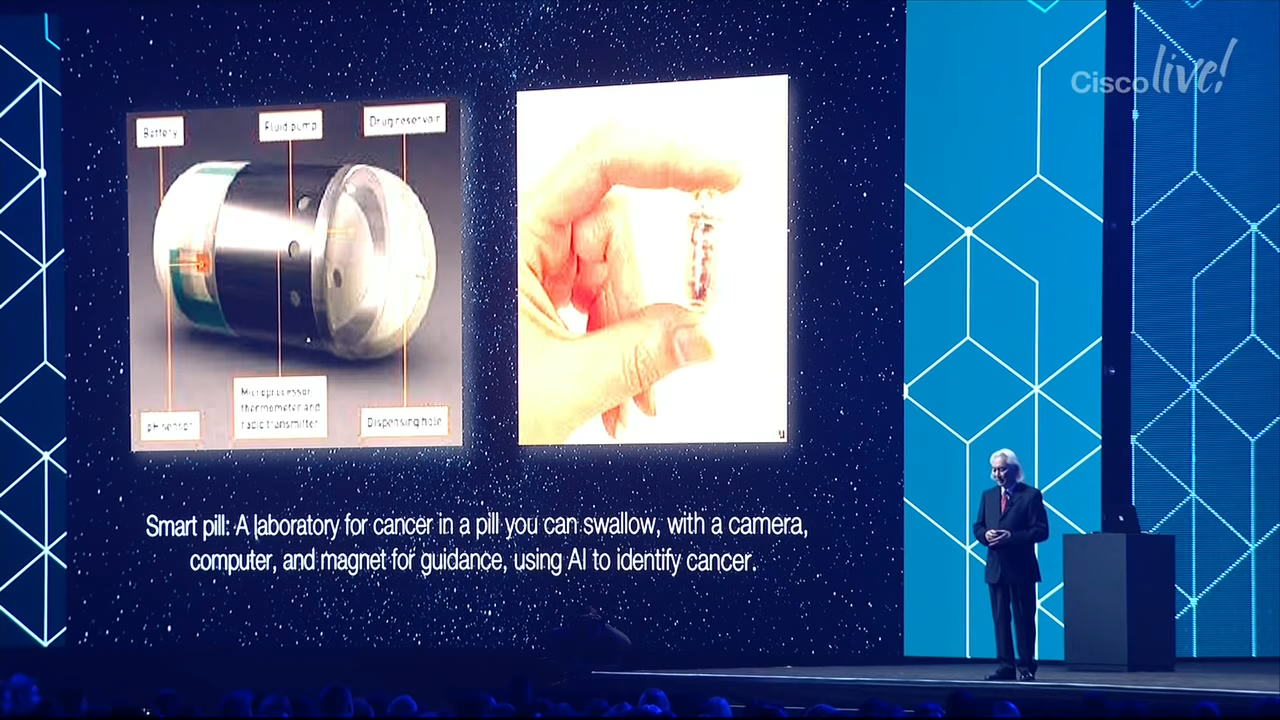 Cisco live!
Battery
Fluid pump
Drug reservoir
pH sensor
Microprocessor,
thermometer and
radio transmitter
Dispensing hole
Smart pill: A laboratory for cancer in a pill you can swallow, with a camera,
computer, and magnet for guidance, using AI to identify cancer.